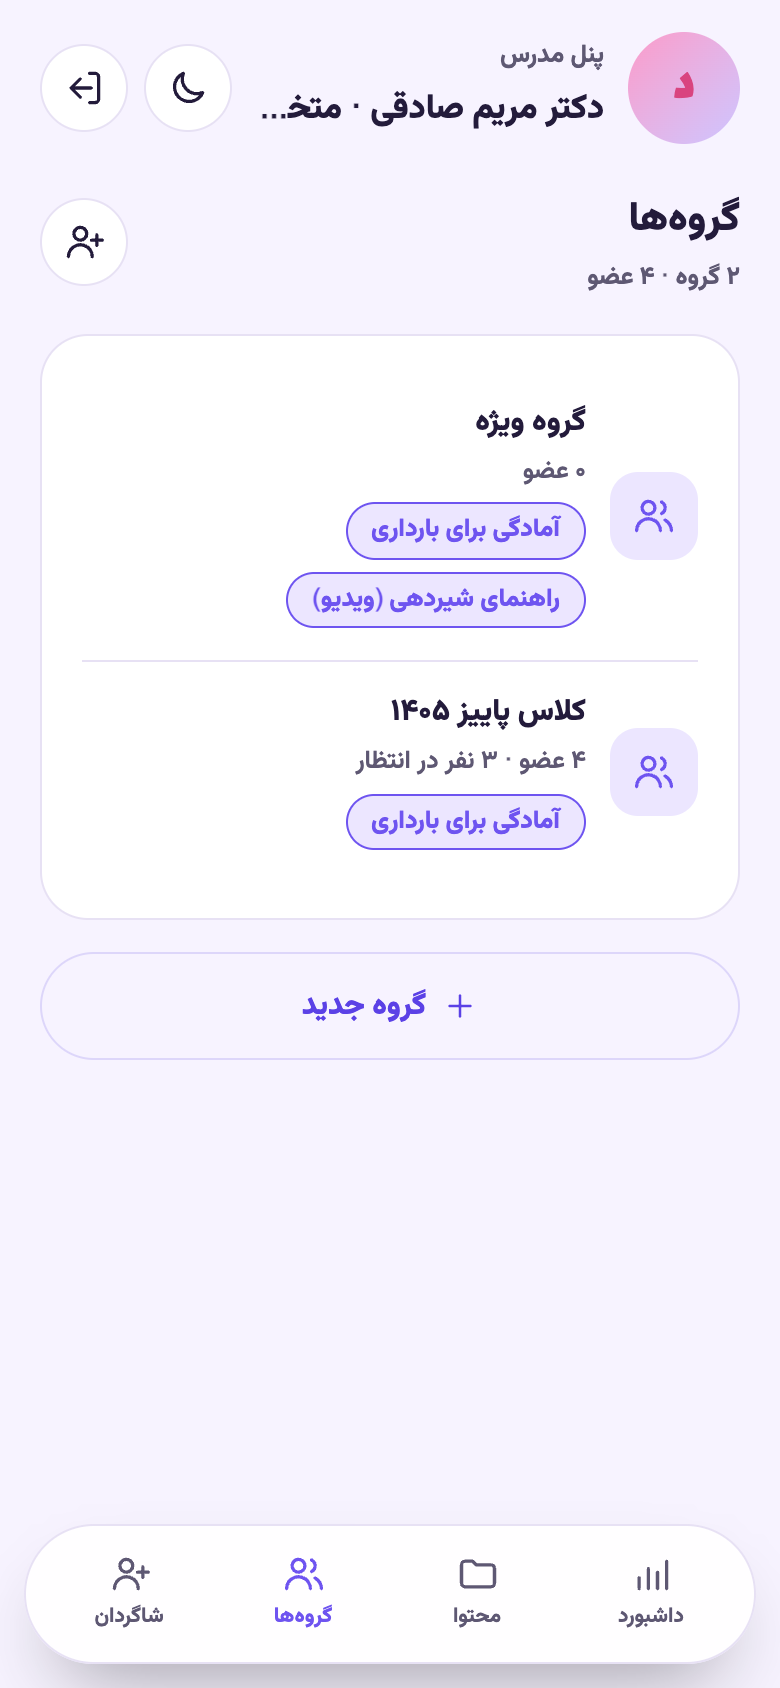 د
پنل مدرس
دکتر مریم صادقی · متخ...
گروه‌ها
۲ گروه · ۴ عضو
گروه ویژه
۰ عضو
آمادگی برای بارداری
راهنمای شیردهی (ویدیو)
کلاس پاییز ۱۴۰۵
۴ عضو · ۳ نفر در انتظار
آمادگی برای بارداری
گروه جدید
داشبورد
محتوا
گروه‌ها
شاگردان